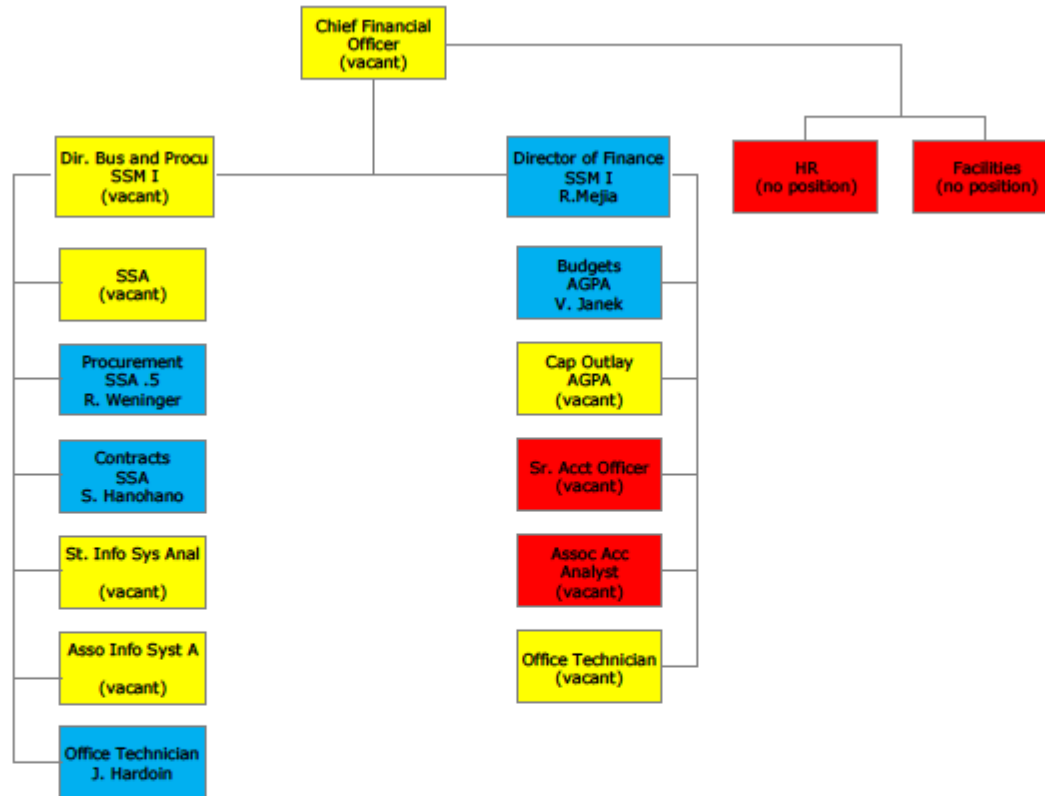 Chief Financial
Officer
(vacant)
Dir. Bus and Procu
SSM I
(vacant)
Director of Finance
SSM I
R.Mejia
HR
(no position)
Facilities
(no position)
SSA
(vacant)
Budgets
AGPA
V. Janek
Procurement
SSA .5
R. Weninger
Cap Outlay
AGPA
(vacant)
Contracts
SSA
S. Hanohano
Sr. Acct Officer
(vacant)
St. Info Sys Anal
(vacant)
Assoc Acc
Analyst
(vacant)
Asso Info Syst A
(vacant)
Office Technician
(vacant)
Office Technician
J. Hardoin